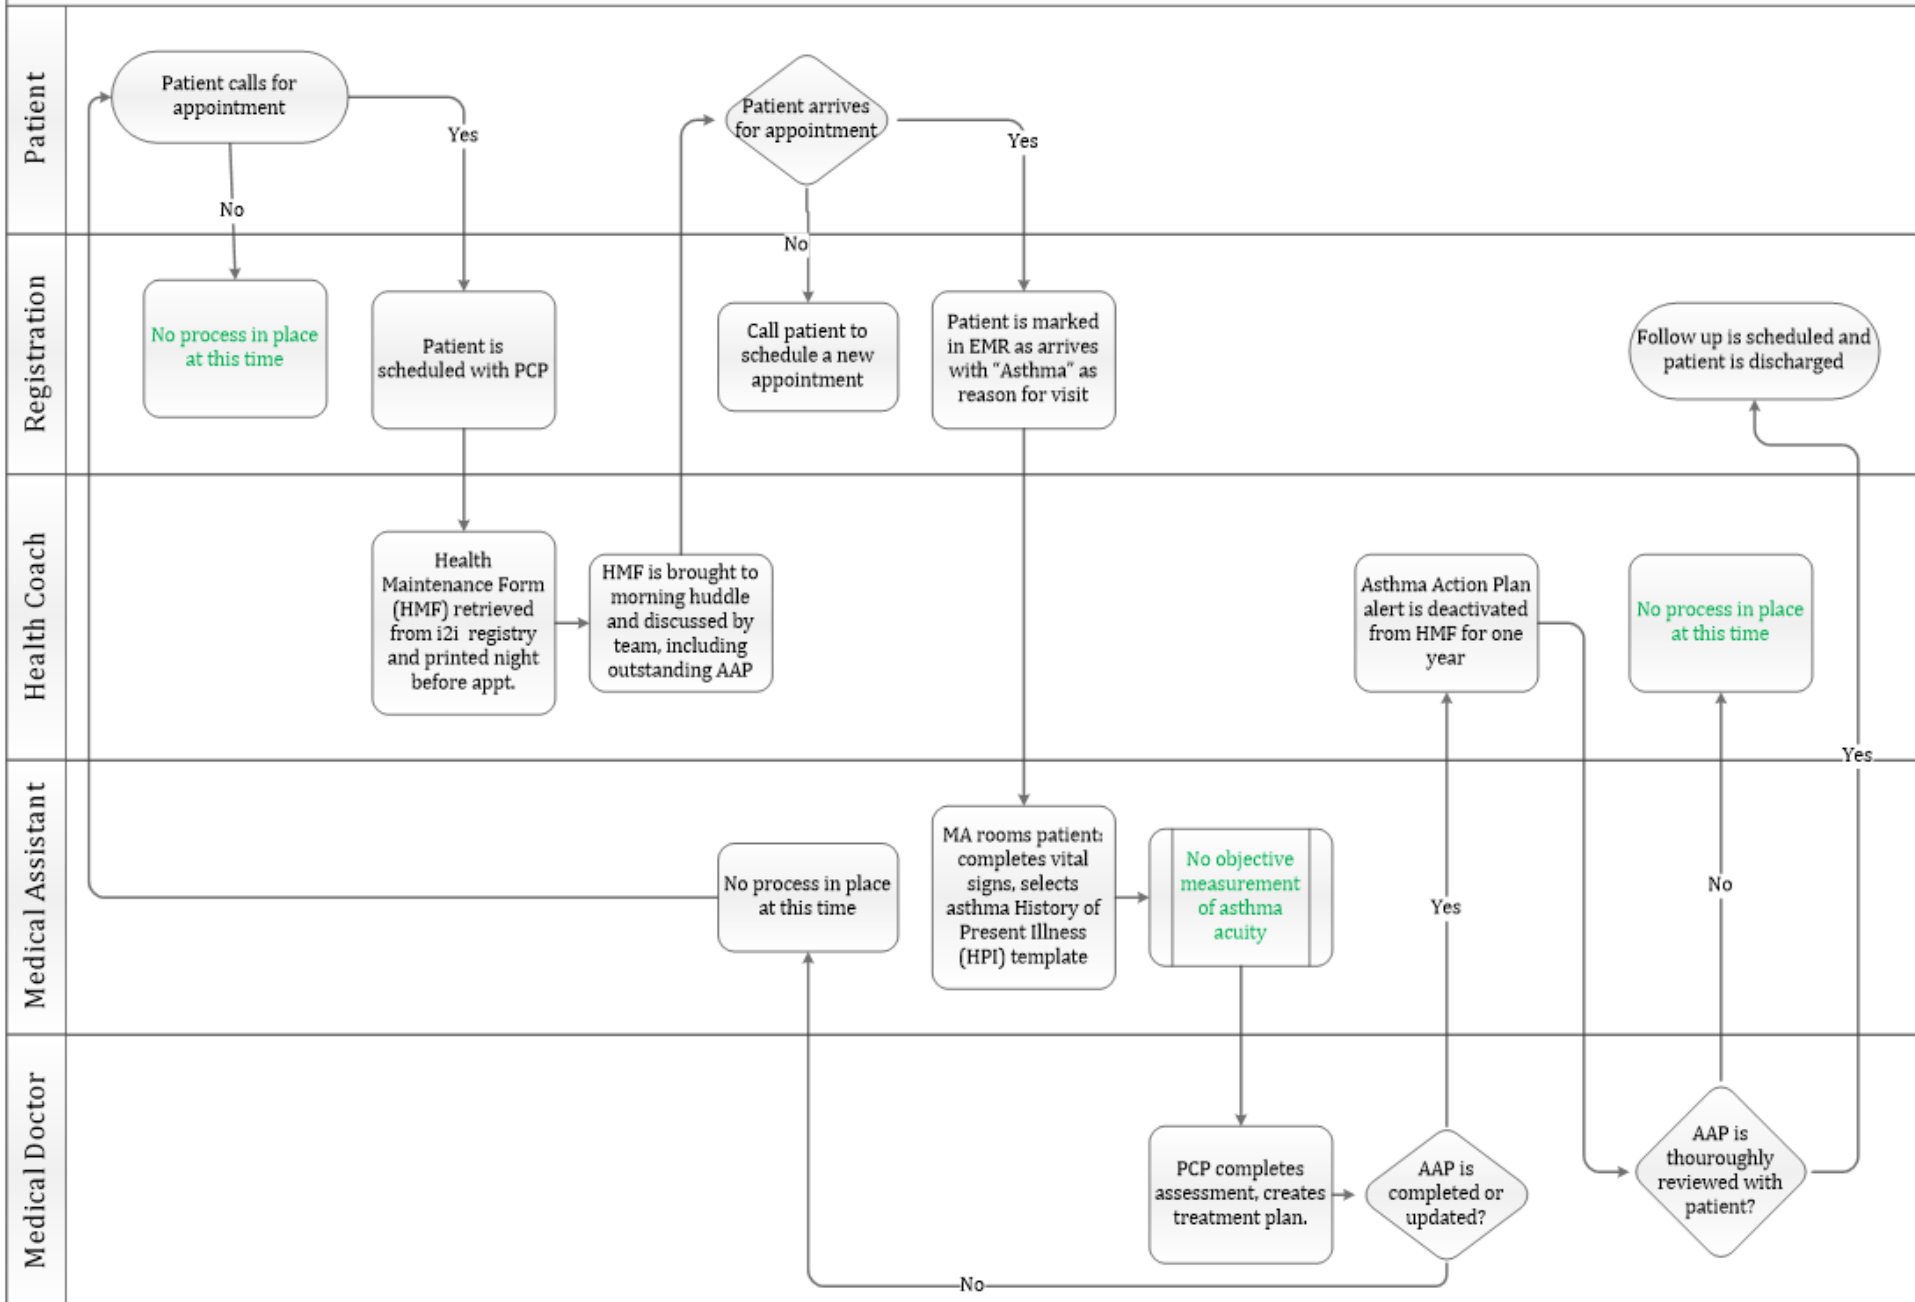 Patient
Patient calls for
appointment
Yes
No
Patient arrives
for appointment
Yes
No
Registration
No process in place
at this time
Patient is
scheduled with PCP
Call patient to
schedule a new
appointment
Patient is marked
in EMR as arrives
with "Asthma" as
reason for visit
Follow up is scheduled and
patient is discharged
Health Coach
Health
Maintenance Form
(HMF) retrieved
from i2i registry
and printed night
before appt.
HMF is brought to
morning huddle
and discussed by
team, including
outstanding AAP
Asthma Action Plan
alert is deactivated
from HMF for one
year
No process in place
at this time
Yes
Medical Assistant
No process in place
at this time
MA rooms patient:
completes vital
signs, selects
asthma History of
Present Illness
(HPI) template
No objective
measurement
of asthma
acuity
Yes
No
Medical Doctor
PCP completes
assessment, creates
treatment plan.
AAP is
completed or
updated?
AAP is
thouroughly
reviewed with
patient?
No